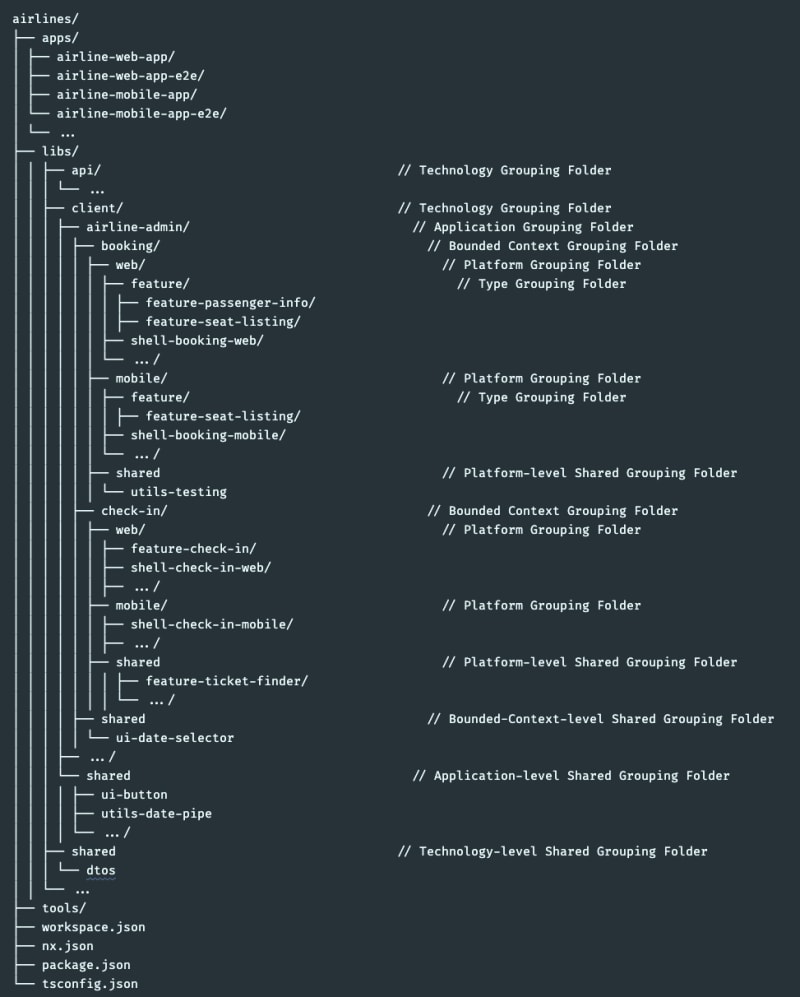 airlines/
├── apps/
│ ├── airline-web-app/
│ ├── airline-web-app-e2e/
│ ├── airline-mobile-app/
│ └── airline-mobile-app-e2e/
│ └── ...
├── libs/
│ │ ├── api/ // Technology Grouping Folder
│ │ │ └── ...
│ │ ├── client/ // Technology Grouping Folder
│ │ │ ├── airline-admin/ // Application Grouping Folder
│ │ │ │ ├── booking/ // Bounded Context Grouping Folder
│ │ │ │ │ ├── web/ // Platform Grouping Folder
│ │ │ │ │ │ ├── feature/ // Type Grouping Folder
│ │ │ │ │ │ │ ├── feature-passenger-info/
│ │ │ │ │ │ │ ├── feature-seat-listing/
│ │ │ │ │ │ ├── shell-booking-web/
│ │ │ │ │ │ └── .../
│ │ │ │ │ ├── mobile/ // Platform Grouping Folder
│ │ │ │ │ │ ├── feature/ // Type Grouping Folder
│ │ │ │ │ │ │ ├── feature-seat-listing/
│ │ │ │ │ │ ├── shell-booking-mobile/
│ │ │ │ │ │ └── .../
│ │ │ │ │ ├── shared // Platform-level Shared Grouping Folder
│ │ │ │ │ │ └── utils-testing
│ │ │ │ ├── check-in/ // Bounded Context Grouping Folder
│ │ │ │ │ ├── web/ // Platform Grouping Folder
│ │ │ │ │ │ ├── feature-check-in/
│ │ │ │ │ │ ├── shell-check-in-web/
│ │ │ │ │ │ ├── .../
│ │ │ │ │ ├── mobile/ // Platform Grouping Folder
│ │ │ │ │ │ ├── shell-check-in-mobile/
│ │ │ │ │ │ ├── .../
│ │ │ │ │ ├── shared // Platform-level Shared Grouping Folder
│ │ │ │ │ │ │ ├── feature-ticket-finder/
│ │ │ │ │ │ │ └── .../
│ │ │ │ ├── shared // Bounded-Context-level Shared Grouping Folder
│ │ │ │ │ └── ui-date-selector
│ │ │ ├── .../
│ │ │ └── shared // Application-level Shared Grouping Folder
│ │ │ │ ├── ui-button
│ │ │ │ ├── utils-date-pipe
│ │ │ │ └── .../
│ │ ├── shared // Technology-level Shared Grouping Folder
│ │ │ └── dtos
│ │ └── ...
├── tools/
├── workspace.json
├── nx.json
├── package.json
└── tsconfig.json